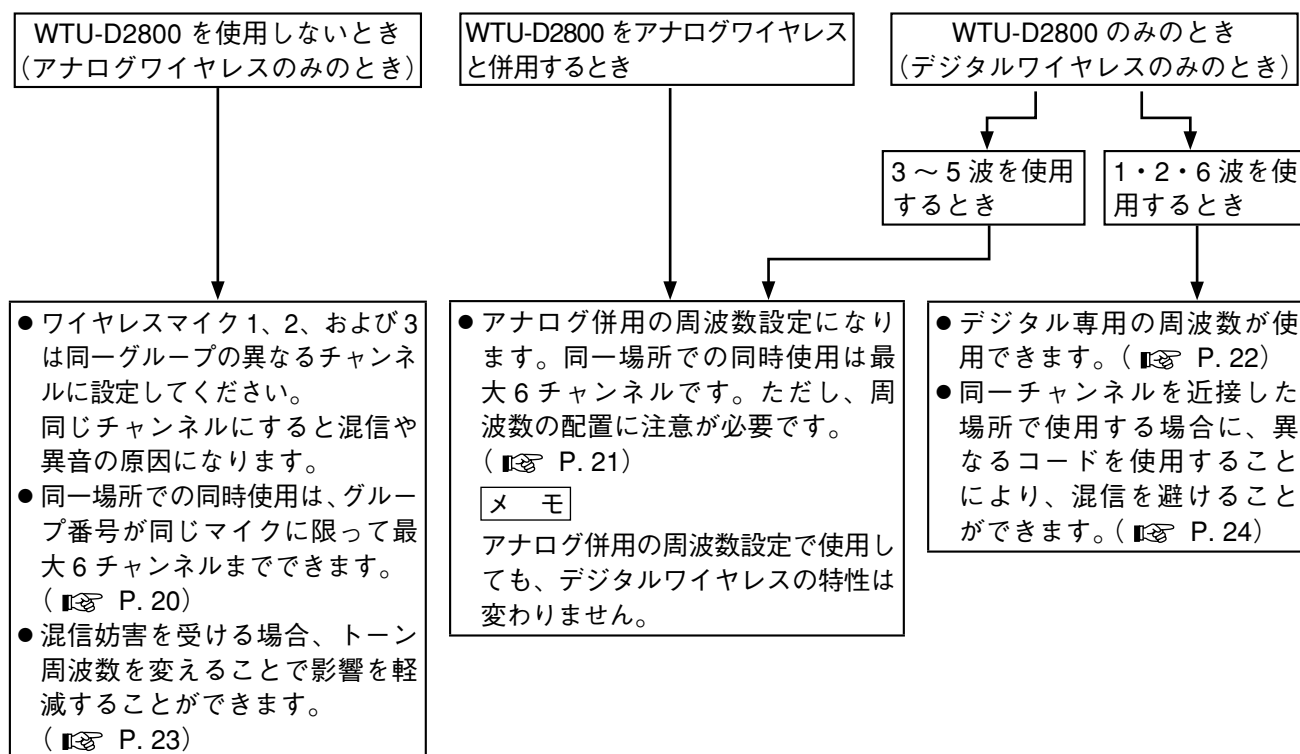 WTU-D2800 を使用しないとき
（アナログワイヤレスのみのとき）
WTU-D2800 をアナログワイヤレス
と併用するとき
WTU-D2800 のみのとき
（デジタルワイヤレスのみのとき）
3 〜 5 波を使用
するとき
1・2・6 波を使
用するとき
● ワイヤレスマイク 1、2、および 3
は同一グループの異なるチャンネ
ルに設定してください。
同じチャンネルにすると混信や
異音の原因になります。
● 同一場所での同時使用は、グルー
プ番号が同じマイクに限って最
大 6 チャンネルまでできます。
（ ☞ P. 20）
● 混信妨害を受ける場合、トーン
周波数を変えることで影響を軽
減することができます。
（ ☞ P. 23）
● アナログ併用の周波数設定になり
ます。同一場所での同時使用は最
大 6 チャンネルです。ただし、周
波数の配置に注意が必要です。
（ ☞ P. 21）
メ モ
アナログ併用の周波数設定で使用し
ても、デジタルワイヤレスの特性は
変わりません。
● デジタル専用の周波数が使
用できます。（ ☞ P. 22）
● 同一チャンネルを近接した
場所で使用する場合に、異
なるコードを使用すること
により、混信を避けること
ができます。（ ☞ P. 24）